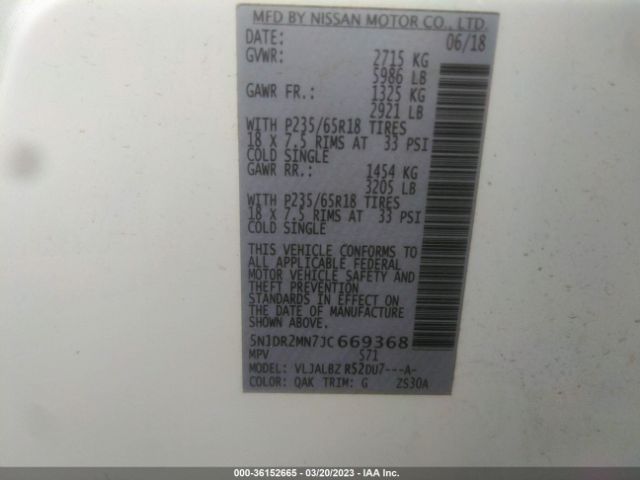 MFD BY NISSAN MOTOR CO., LTD.
DATE: 06/18
GVWR: 2715 KG
5986 LB
GAWR FR.: 1325 KG
2921 LB
WITH P235/65R18 TIRES
18 X 7.5 RIMS AT 33 PSI
COLD SINGLE
GAWR RR.: 1454 KG
3205 LB
WITH P235/65R18 TIRES
18 X 7.5 RIMS AT 33 PSI
COLD SINGLE
THIS VEHICLE CONFORMS TO
ALL APPLICABLE FEDERAL
MOTOR VEHICLE SAFETY AND
THEFT PREVENTION
STANDARDS IN EFFECT ON
THE DATE OF MANUFACTURE
SHOWN ABOVE.
5N1DR2MN7JC669368
MPV S71
MODEL: VLJALBZ R52DU7---A-
COLOR: QAK TRIM: G ZS30A
000-36152665 - 03/20/2023 - IAA Inc.